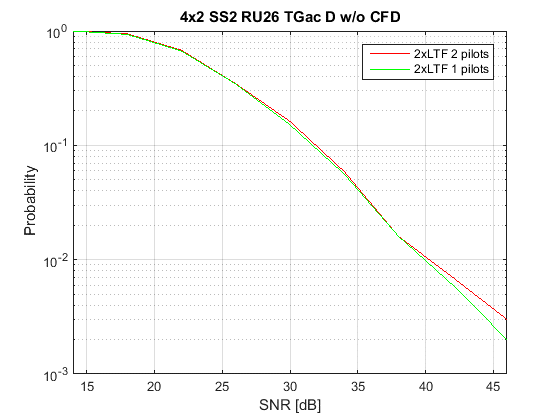 4x2 SS2 RU26 TGac D w/o CFD
2xLTF 2 pilots
2xLTF 1 pilots
Probability
10^0
10^-1
10^-2
10^-3
15 20 25 30 35 40 45
SNR [dB]